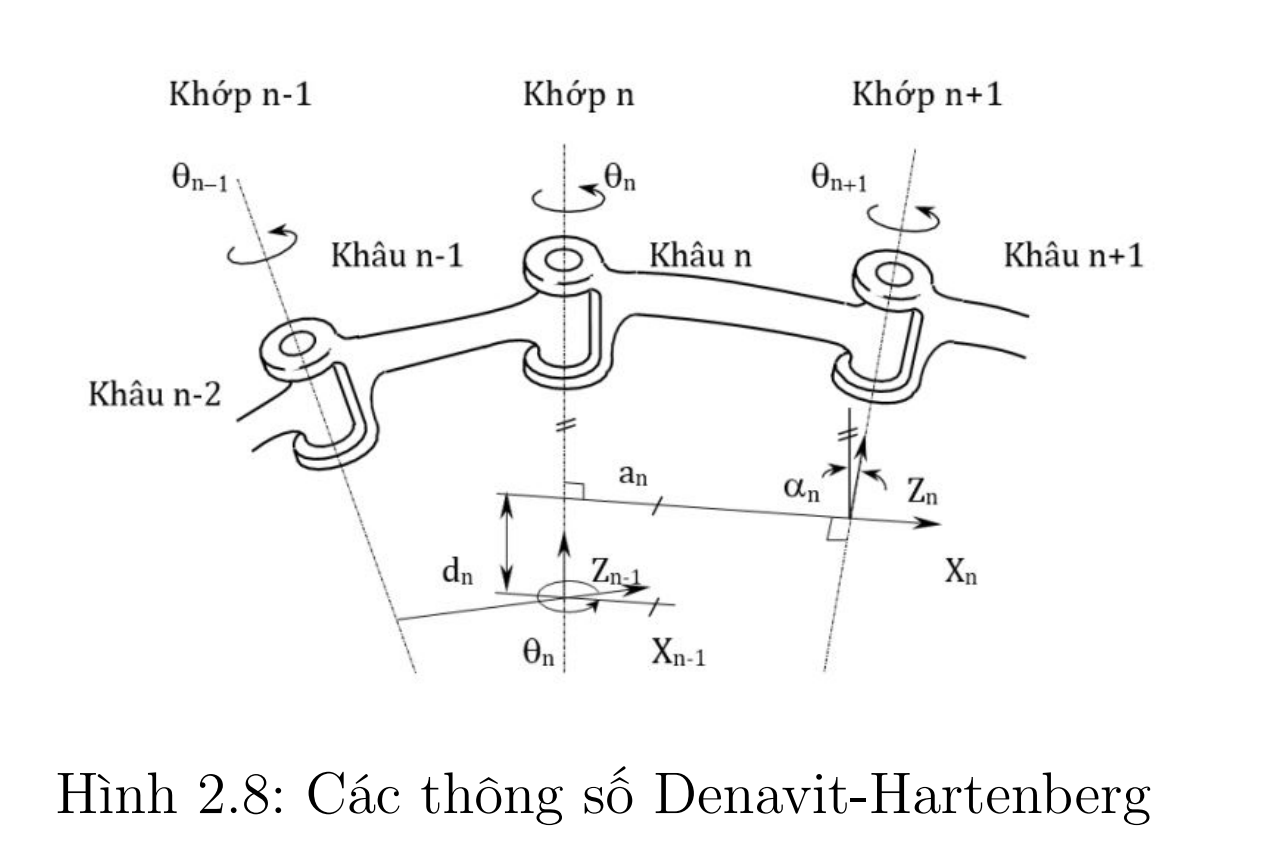 Khớp n-1 Khớp n Khớp n+1
θn–1 θn θn+1
Khâu n-1 Khâu n Khâu n+1
Khâu n-2
an
αn Zn
dn Zn-1 Xn
θn Xn-1
Hình 2.8: Các thông số Denavit-Hartenberg